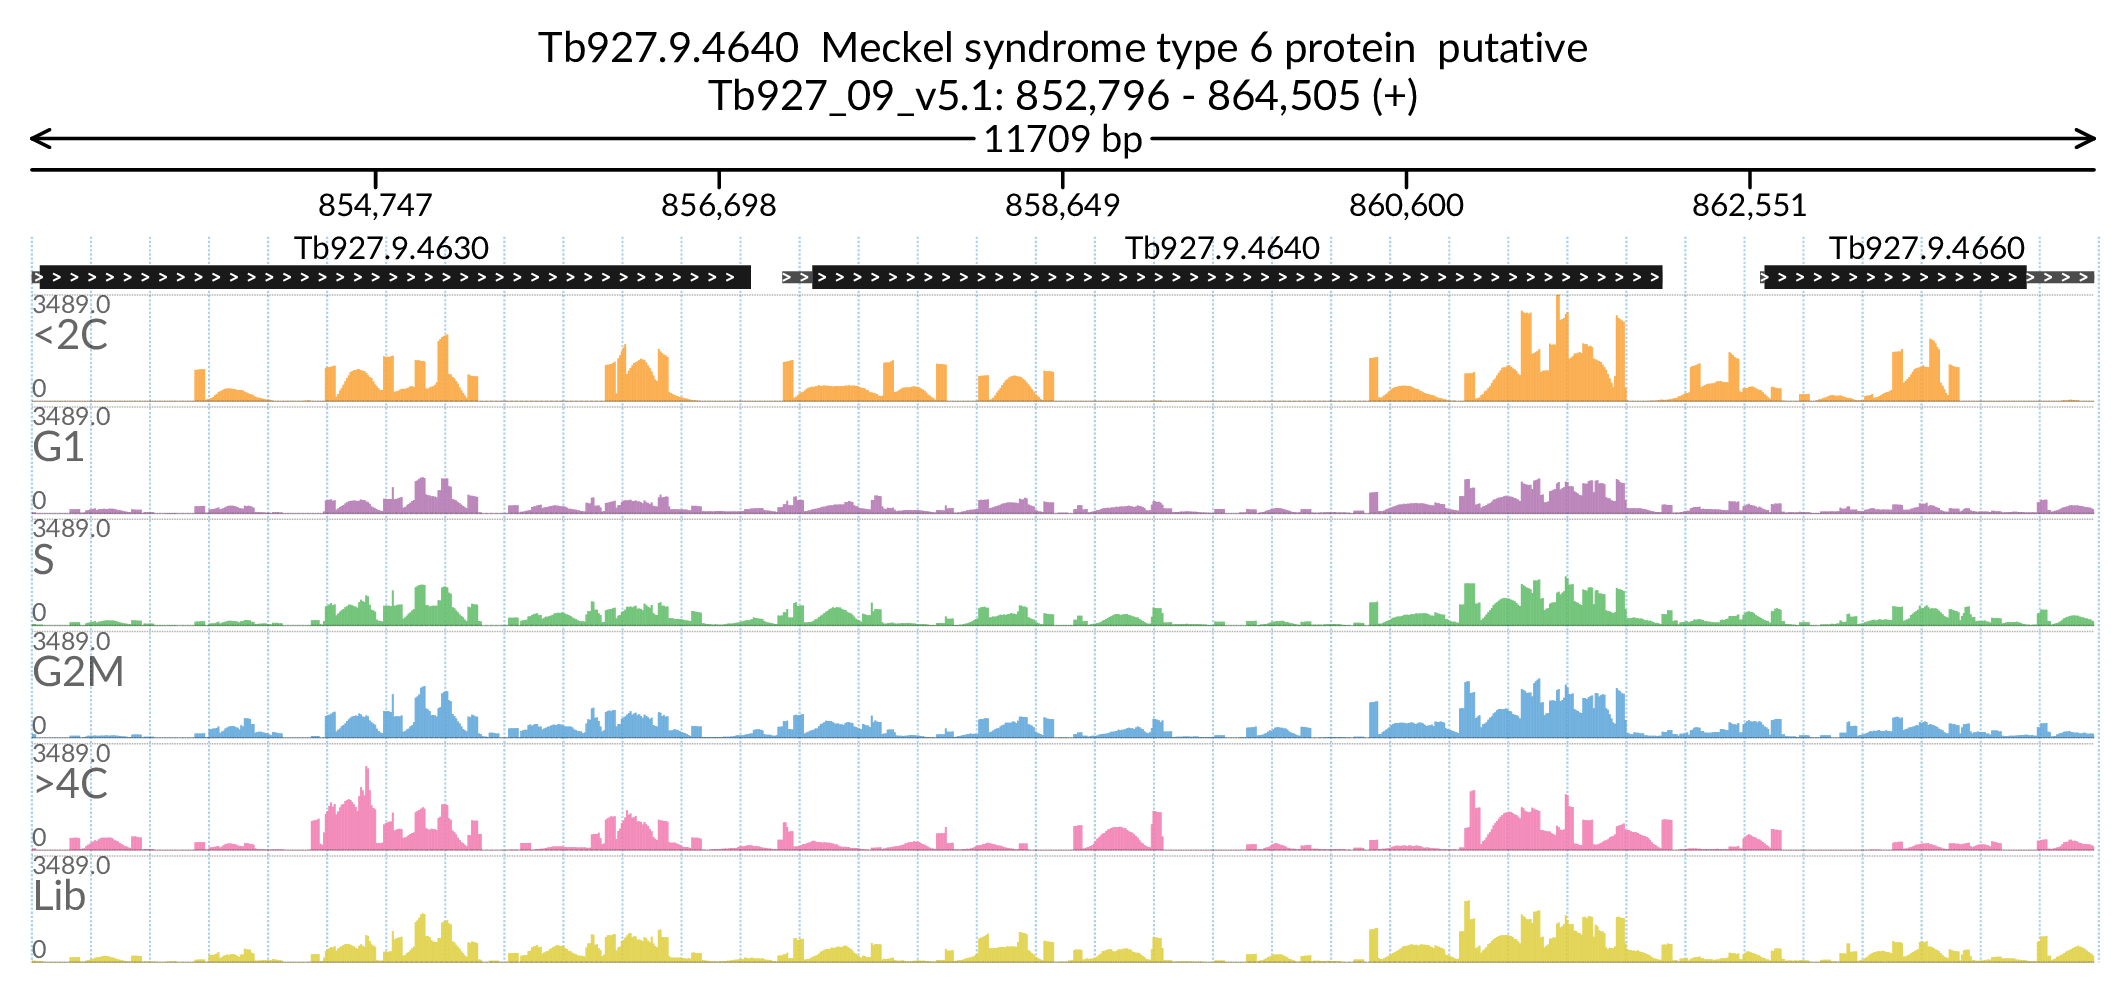 Tb927.9.4640  Meckel syndrome type 6 protein  putative
Tb927_09_v5.1: 852,796 - 864,505 (+)
11709 bp
854,747 856,698 858,649 860,600 862,551
Tb927.9.4630 Tb927.9.4640 Tb927.9.4660
3489.0
<2C
0
3489.0
G1
0
3489.0
S
0
3489.0
G2M
0
3489.0
>4C
0
3489.0
Lib
0